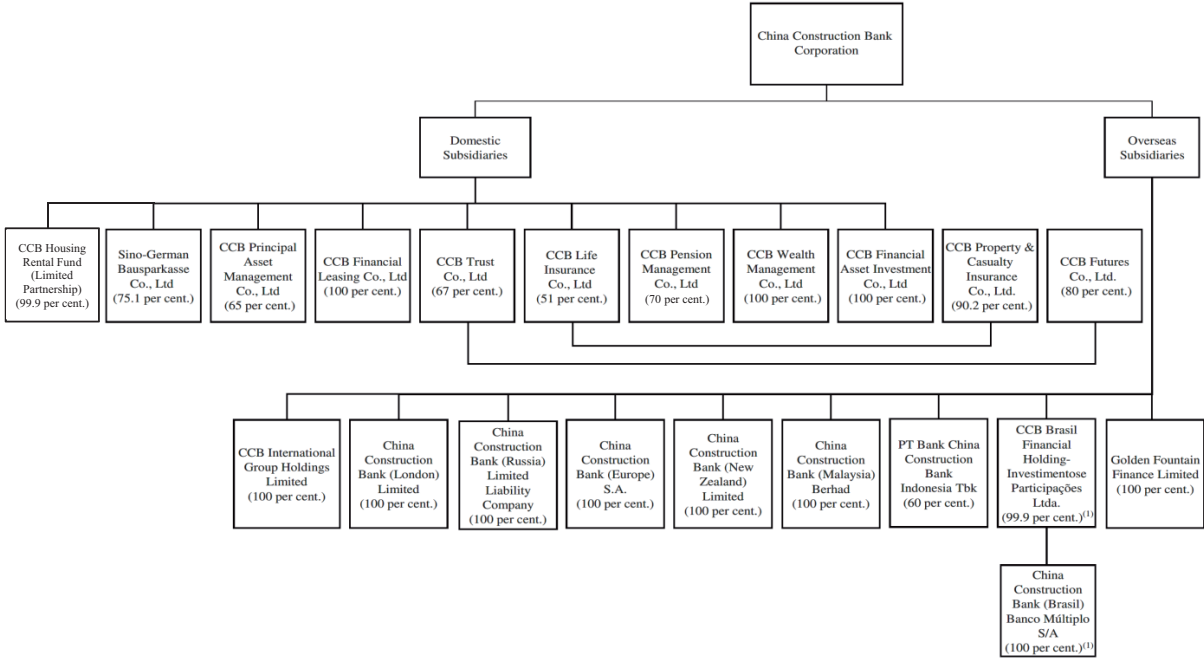 China Construction Bank
Corporation
Domestic
Subsidiaries
Overseas
Subsidiaries
CCB Housing
Rental Fund
(Limited
Partnership)
(99.9 per cent.)
Sino-German
Bausparkasse
Co., Ltd
(75.1 per cent.)
CCB Principal
Asset
Management
Co., Ltd
(65 per cent.)
CCB Financial
Leasing Co., Ltd
(100 per cent.)
CCB Trust
Co., Ltd
(67 per cent.)
CCB Life
Insurance
Co., Ltd
(51 per cent.)
CCB Pension
Management
Co., Ltd
(70 per cent.)
CCB Wealth
Management
Co., Ltd
(100 per cent.)
CCB Financial
Asset Investment
Co., Ltd
(100 per cent.)
CCB Property &
Casualty
Insurance
Co., Ltd.
(90.2 per cent.)
CCB Futures
Co., Ltd.
(80 per cent.)
CCB International
Group Holdings
Limited
(100 per cent.)
China
Construction
Bank (London)
Limited
(100 per cent.)
China
Construction
Bank (Russia)
Limited
Liability
Company
(100 per cent.)
China
Construction
Bank (Europe)
S.A.
(100 per cent.)
China
Construction
Bank (New
Zealand)
Limited
(100 per cent.)
China
Construction
Bank (Malaysia)
Berhad
(100 per cent.)
PT Bank China
Construction
Bank
Indonesia Tbk
(60 per cent.)
CCB Brasil
Financial
Holding-
Investimentose
Participações
Ltda.
(99.9 per cent.)(1)
Golden Fountain
Finance Limited
(100 per cent.)
China
Construction
Bank (Brasil)
Banco Múltiplo
S/A
(100 per cent.)(1)